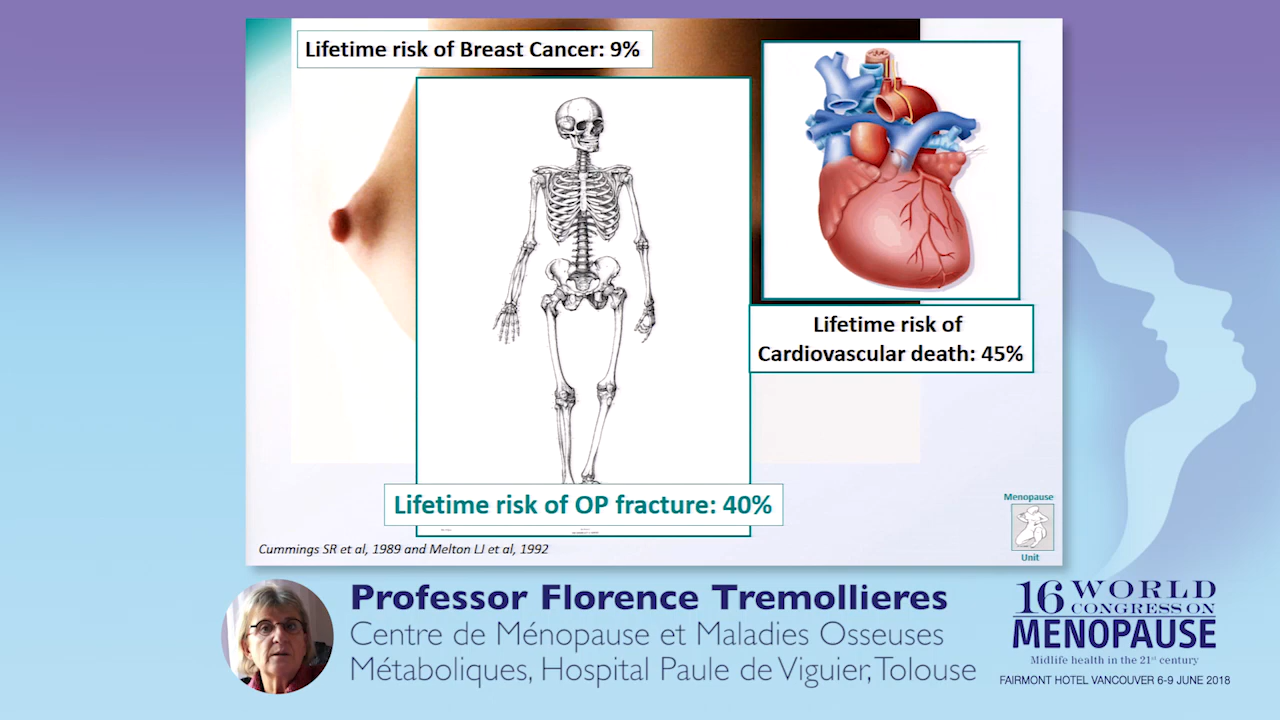 Lifetime risk of Breast Cancer: 9%
Lifetime risk of
Cardiovascular death: 45%
Lifetime risk of OP fracture: 40%
Menopause
Unit
Cummings SR et al, 1989 and Melton LJ et al, 1992
Professor Florence Tremollieres
Centre de Ménopause et Maladies Osseuses
Métaboliques, Hospital Paule de Viguier, Tolouse
16 WORLD
CONGRESS ON
MENOPAUSE
Midlife health in the 21st century
FAIRMONT HOTEL VANCOUVER 6-9 JUNE 2018